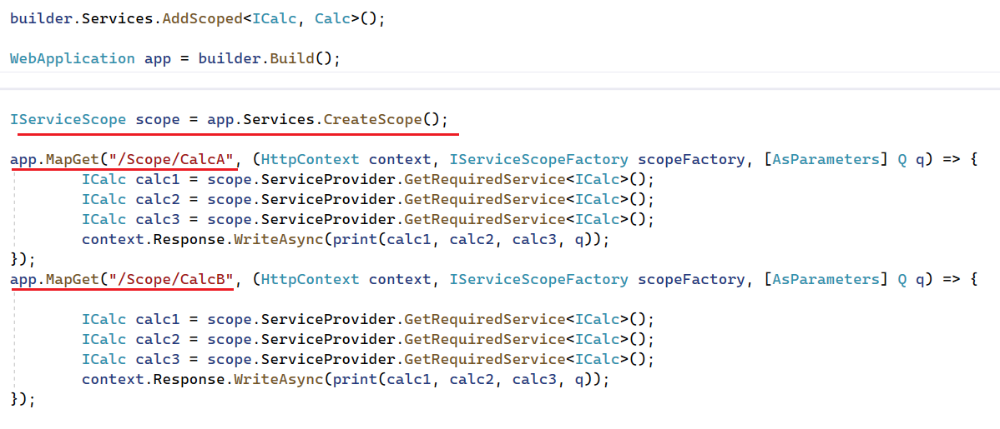 builder.Services.AddScoped<ICalc, Calc>();
WebApplication app = builder.Build();
IServiceScope scope = app.Services.CreateScope();
app.MapGet("/Scope/CalcA", (HttpContext context, IServiceScopeFactory scopeFactory, [AsParameters] Q q) => {
ICalc calc1 = scope.ServiceProvider.GetRequiredService<ICalc>();
ICalc calc2 = scope.ServiceProvider.GetRequiredService<ICalc>();
ICalc calc3 = scope.ServiceProvider.GetRequiredService<ICalc>();
context.Response.WriteAsync(print(calc1, calc2, calc3, q));
});
app.MapGet("/Scope/CalcB", (HttpContext context, IServiceScopeFactory scopeFactory, [AsParameters] Q q) => {
ICalc calc1 = scope.ServiceProvider.GetRequiredService<ICalc>();
ICalc calc2 = scope.ServiceProvider.GetRequiredService<ICalc>();
ICalc calc3 = scope.ServiceProvider.GetRequiredService<ICalc>();
context.Response.WriteAsync(print(calc1, calc2, calc3, q));
});